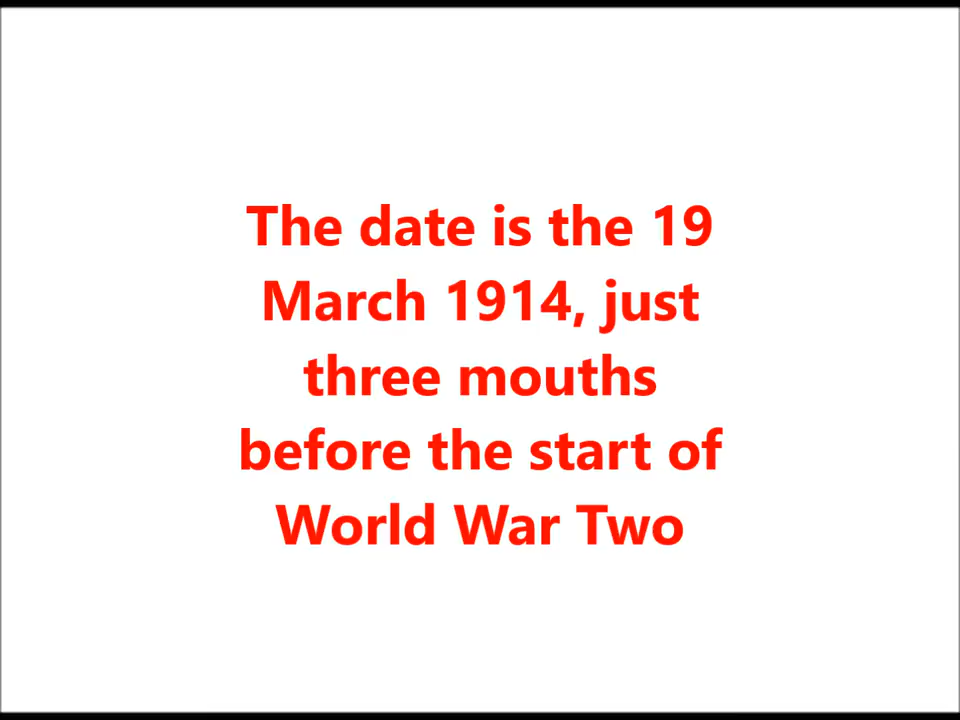 The date is the 19
March 1914, just
three mouths
before the start of
World War Two